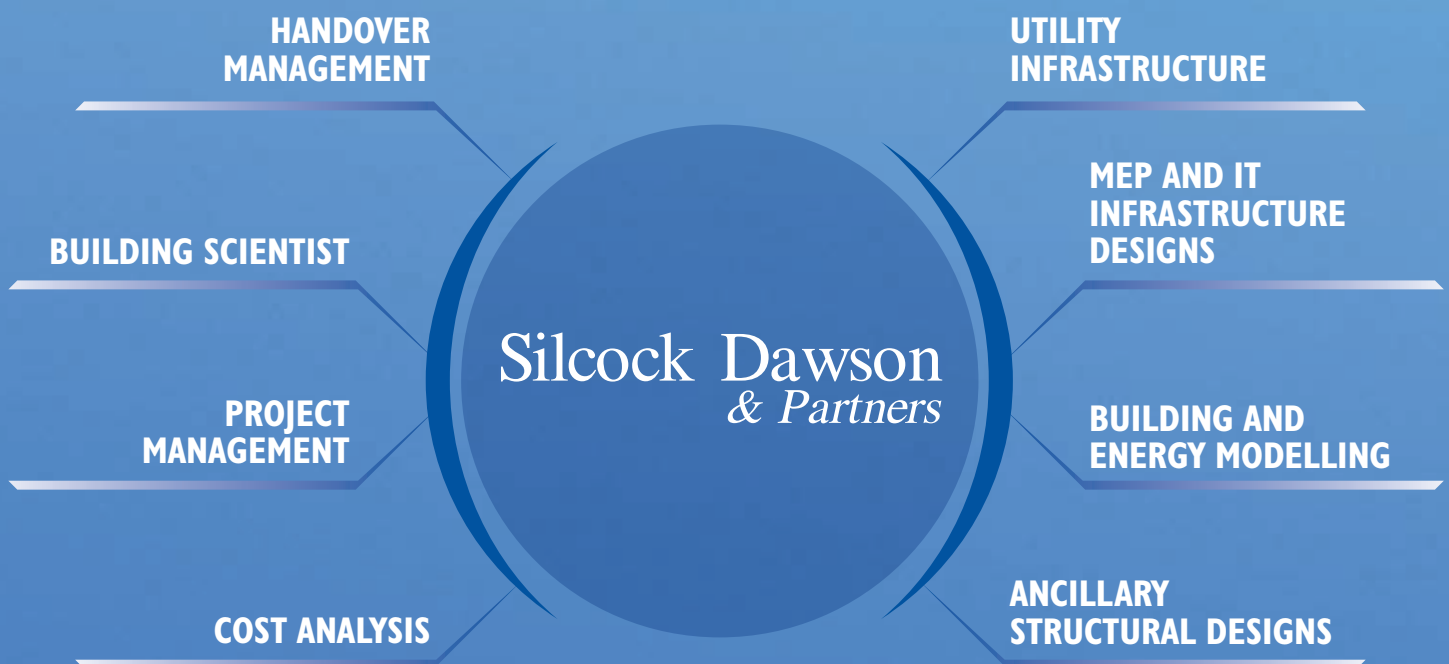 HANDOVER
MANAGEMENT
BUILDING SCIENTIST
PROJECT
MANAGEMENT
COST ANALYSIS
Silcock Dawson
& Partners
UTILITY
INFRASTRUCTURE
MEP AND IT
INFRASTRUCTURE
DESIGNS
BUILDING AND
ENERGY MODELLING
ANCILLARY
STRUCTURAL DESIGNS